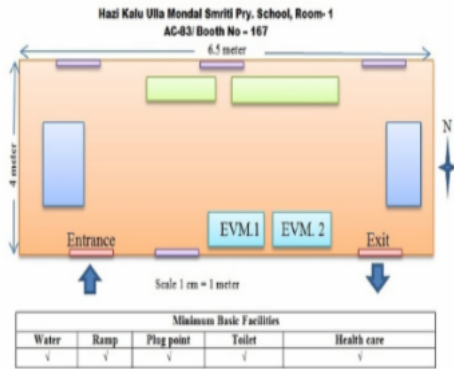 Hazi Kalu Ulla Mondal Smriti Pry. School, Room- 1
AC-83/ Booth No – 167
6.5 meter
4 meter
N
EVM.1
EVM. 2
Entrance
Exit
Scale 1 cm = 1 meter
Minimum Basic Facilities
Water Ramp Plug point Toilet Health care
√ √ √ √ √